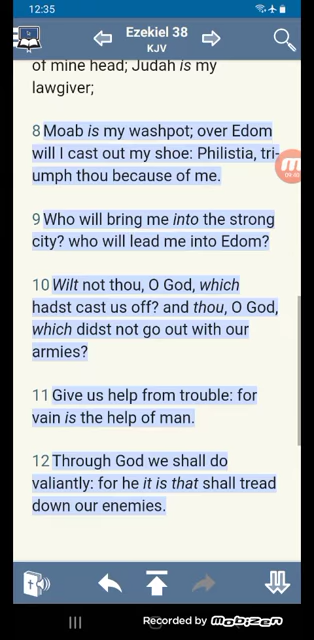 12:35
Ezekiel 38
KJV
of mine head; Judah is my
lawgiver;
8 Moab is my washpot; over Edom
will I cast out my shoe: Philistia, tri-
umph thou because of me.
9 Who will bring me into the strong
city? who will lead me into Edom?
10 Wilt not thou, O God, which
hadst cast us off? and thou, O God,
which didst not go out with our
armies?
11 Give us help from trouble: for
vain is the help of man.
12 Through God we shall do
valiantly: for he it is that shall tread
down our enemies.
Recorded by mobizen